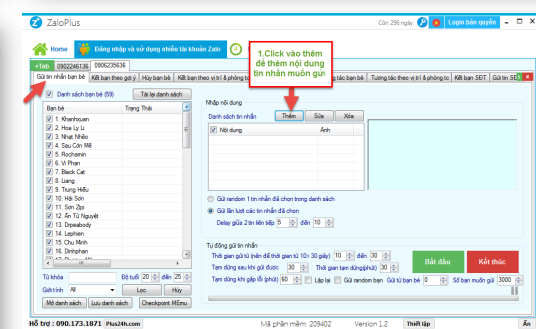 ZaloPlus
Còn 296 ngày
Login bản quyền
Home
Đăng nhập và sử dụng nhiều tài khoản Zalo
1.Click vào thêm
để thêm nội dung
tin nhắn muốn gửi
+Tab
0902246136
0906235636
Gửi tin nhắn bạn bè
Kết bạn theo gợi ý
Hủy bạn bè
Kết bạn theo vị trí & phòng
tác bạn bè
Tương tác theo vị trí & phòng
Kết bạn SĐT
Gửi tin
Danh sách bạn bè (59)
Tải lại danh sách
Bạn bè
Trạng Thái
1. Khanhxuan
2. Hoa Ly Li
3. Nhat Nhẽo
4. Sau Cơn Mê
5. Rochamin
6. Vi Phan
7. Black Cat
8. Liang
9. Trung Hiếu
10. Hải Sơn
11. Sơn Zipi
12. Ẩn Tử Nguyệt
13. Drpeabody
14. Lephien
15. Chu Minh
16. Dinhphan
Từ khóa
Độ tuổi
20
đến
25
Giới tính
All
Lọc
Hủy
Mở danh sách
Lưu danh sách
Checkpoint MEmu
Nhập nội dung
Danh sách tin nhắn
Thêm
Sửa
Xóa
Nội dung
Ảnh
Gửi random 1 tin nhắn đã chọn trong danh sách
Gửi lần lượt các tin nhắn đã chọn
Delay giữa 2 tin liên tiếp
5
đến
10
Tự động gửi tin nhắn
Thời gian gửi từ (nên để thời gian từ 10> 30 giây)
10
đến
30
Tạm dừng sau khi gửi được
30
Thời gian tạm dừng(phút)
30
Tạm dừng khi gặp lỗi (phút)
60
Lặp lại
Gửi random bạn
Gửi từ bạn bè
0
Số bạn muốn gửi
3000
Bắt đầu
Kết thúc
Hỗ trợ : 090.173.1871
Plus24h.com
Mã phần mềm: 209402
Version 1.2
Thiết lập
Ẩn